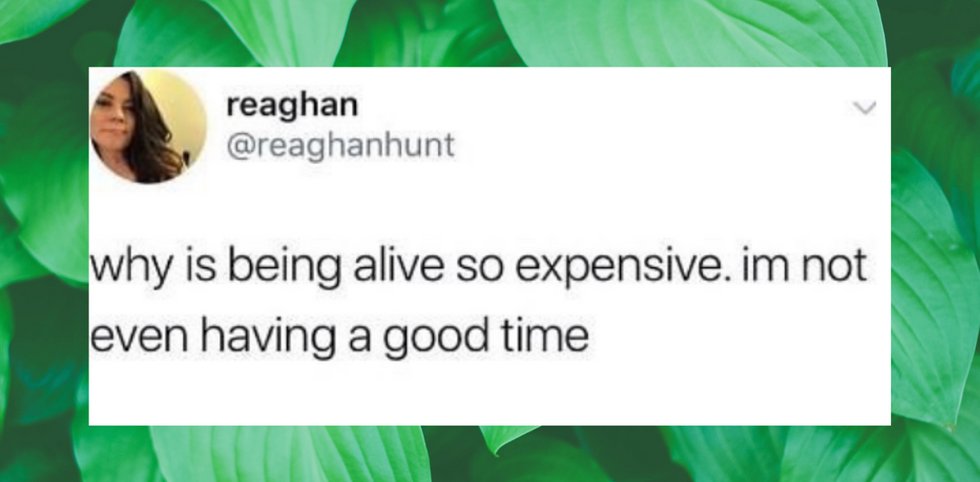 reaghan
@reaghanhunt
why is being alive so expensive. im not
even having a good time